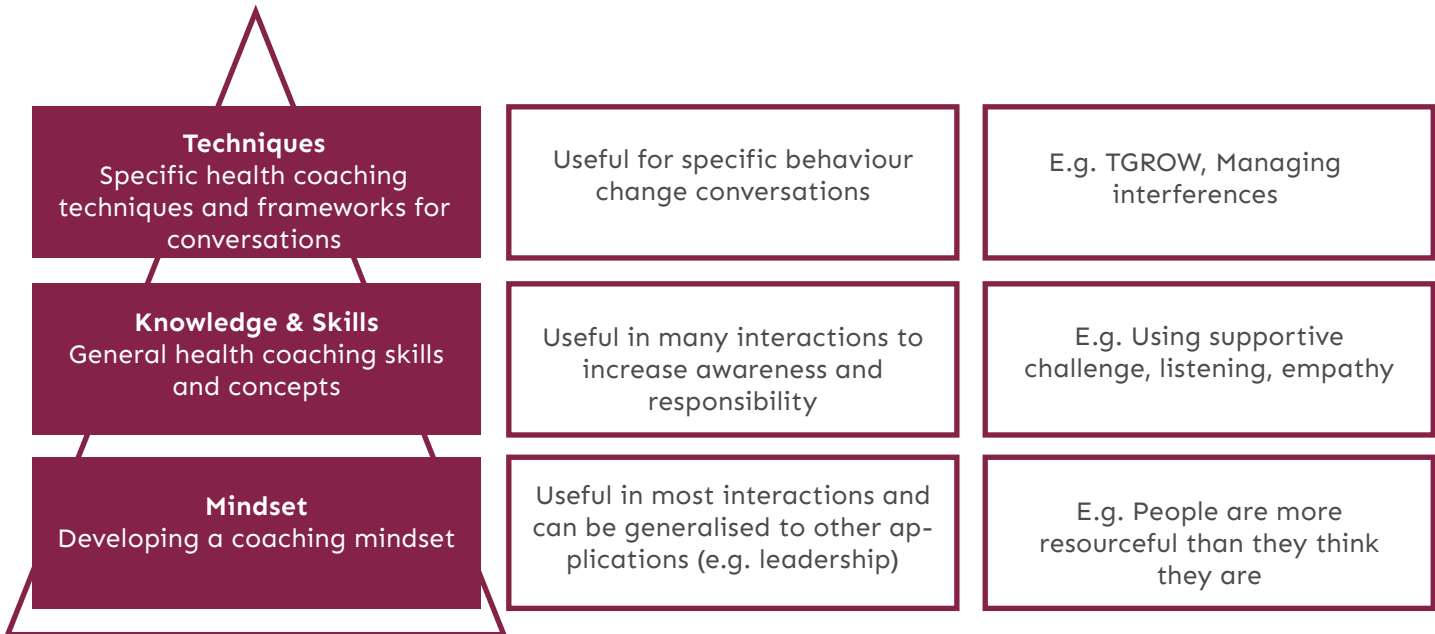 Techniques
Specific health coaching
techniques and frameworks for
conversations
Useful for specific behaviour
change conversations
E.g. TGROW, Managing
interferences
Knowledge & Skills
General health coaching skills
and concepts
Useful in many interactions to
increase awareness and
responsibility
E.g. Using supportive
challenge, listening, empathy
Mindset
Developing a coaching mindset
Useful in most interactions and
can be generalised to other ap-
plications (e.g. leadership)
E.g. People are more
resourceful than they think
they are